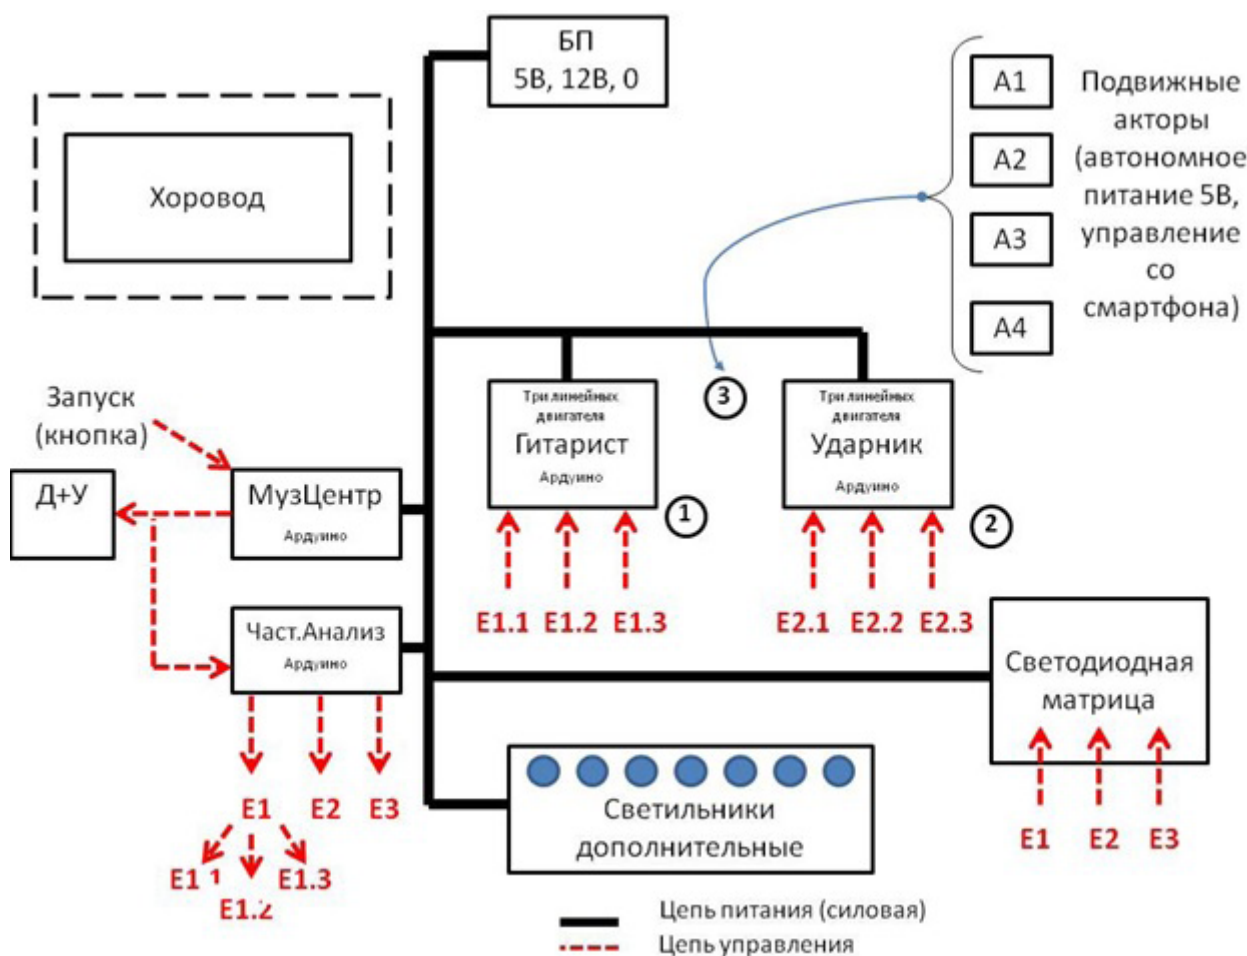 БП
5В, 12В, 0
Хоровод
А1
А2
А3
А4
Подвижные
акторы
(автономное
питание 5В,
управление
со
смартфона)
Запуск
(кнопка)
Д+У
МузЦентр
Ардуино
Част.Анализ
Ардуино
Три линейных
двигателя
Гитарист
Ардуино
1
3
Три линейных
двигателя
Ударник
Ардуино
2
Е1.1 Е1.2 Е1.3
Е2.1 Е2.2 Е2.3
Светодиодная
матрица
Е1 Е2 Е3
Е1 Е2 Е3
Е1.1 Е1.3
Е1.2
Светильники
дополнительные
Цепь питания (силовая)
Цепь управления